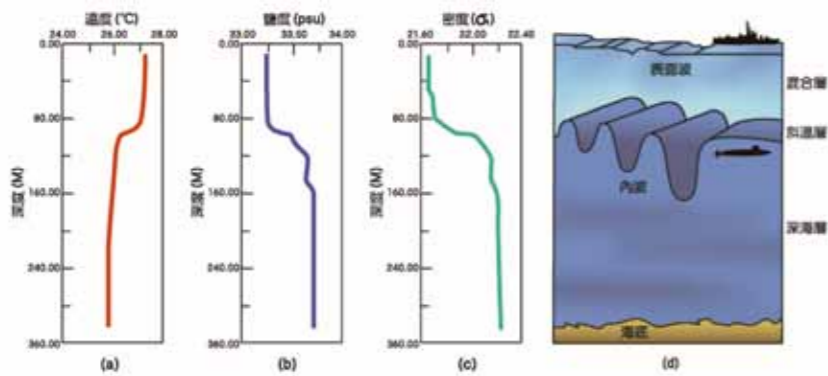 溫度 (°C)
24.00 26.00 28.00
0.00
80.00
160.00
240.00
360.00
深度 (M)
(a)
鹽度 (psu)
33.00 33.60 34.00
0.00
80.00
160.00
240.00
360.00
深度 (M)
(b)
密度 (σ)
21.60 22.00 22.40
0.00
80.00
160.00
240.00
360.00
深度 (M)
(c)
表面波
混合層
斜溫層
內波
深海層
海底
(d)